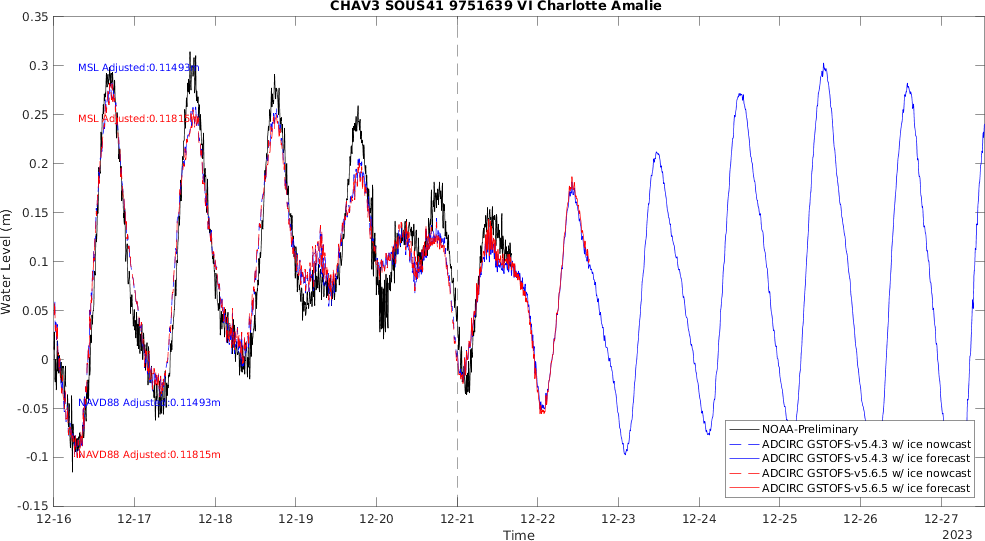 CHAV3 SOUS41 9751639 VI Charlotte Amalie
0.35
0.3
0.25
0.2
0.15
0.1
0.05
0
-0.05
-0.1
-0.15
Water Level (m)
MSL Adjusted:0.11493m
MSL Adjusted:0.11815m
NAVD88 Adjusted:0.11493m
NAVD88 Adjusted:0.11815m
NOAA-Preliminary
ADCIRC GSTOFS-v5.4.3 w/ ice nowcast
ADCIRC GSTOFS-v5.4.3 w/ ice forecast
ADCIRC GSTOFS-v5.6.5 w/ ice nowcast
ADCIRC GSTOFS-v5.6.5 w/ ice forecast
12-16 12-17 12-18 12-19 12-20 12-21 12-22 12-23 12-24 12-25 12-26 12-27
Time
2023